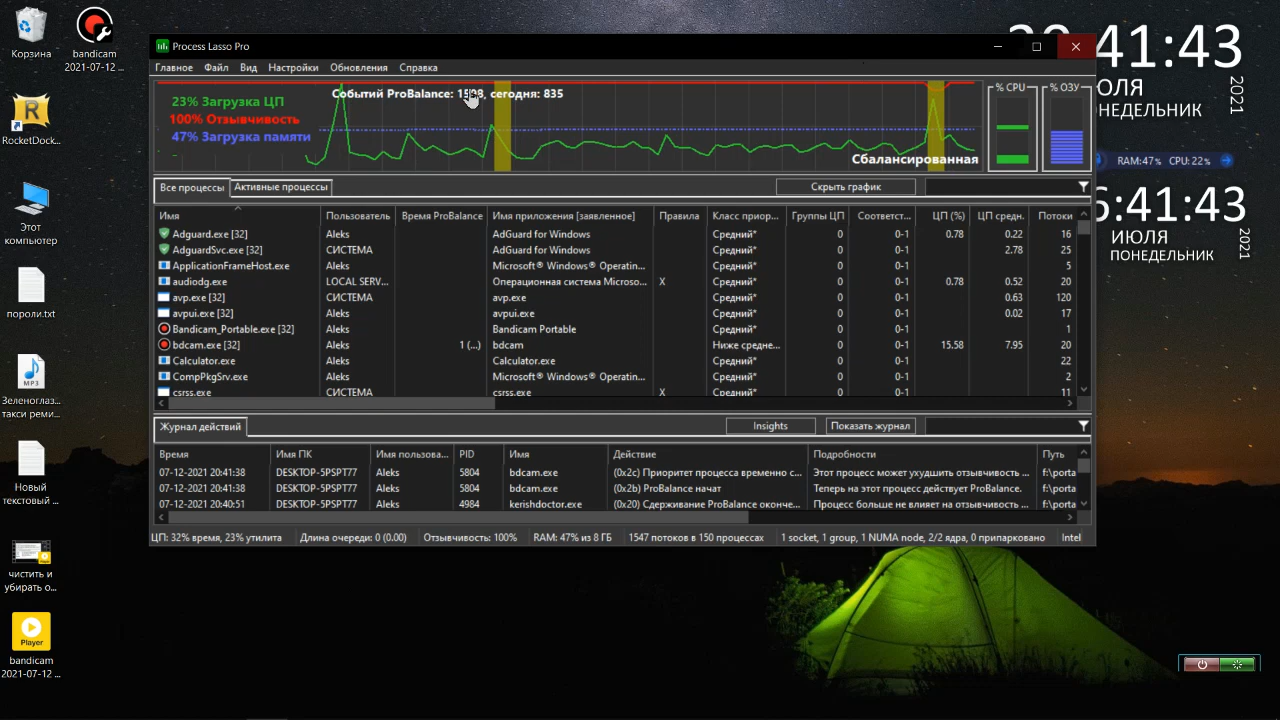 Корзина
bandicam
2021-07-12 ...
RocketDock...
Этот
компьютер
пороли.txt
MP3
Зеленоглаз...
такси реми...
Новый
текстовый ...
чистить и
убирать о...
Player
bandicam
2021-07-12 ...
Process Lasso Pro
Главное Файл Вид Настройки Обновления Справка
23% Загрузка ЦП
100% Отзывчивость
47% Загрузка памяти
сегодня: 835
Событий ProBalance:
Сбалансированная
% CPU
% ОЗУ
:41:43
ПОНЕДЕЛЬНИК
2021
RAM:47% CPU: 22%
:41:43
ИЮЛЯ
ПОНЕДЕЛЬНИК
2021
Все процессы Активные процессы Скрыть график
Имя Пользователь Время ProBalance Имя приложения [заявленное] Правила Класс приор... Группы ЦП Соответст... ЦП (%) ЦП средн. Потоки
Adguard.exe [32] Aleks AdGuard for Windows Средний* 0 0-1 0.78 0.22 16
AdguardSvc.exe [32] СИСТЕМА AdGuard for Windows Средний* 0 0-1 2.78 25
ApplicationFrameHost.exe Aleks Microsoft® Windows® Operatin... Средний* 0 0-1 5
audiodg.exe LOCAL SERV... Операционная система Microso... X Средний* 0 0-1 0.78 0.52 20
avp.exe [32] СИСТЕМА avp.exe Средний* 0 0-1 0.63 120
avpui.exe [32] Aleks avpui.exe Средний* 0 0-1 0.02 17
Bandicam_Portable.exe [32] Aleks Bandicam Portable Средний* 0 0-1 1
bdcam.exe [32] Aleks 1 (...) bdcam Ниже средне... 0 0-1 15.58 7.95 20
Calculator.exe Aleks Calculator.exe Средний* 0 0-1 22
CompPkgSrv.exe Aleks Microsoft® Windows® Operatin... Средний* 0 0-1 2
csrss.exe СИСТЕМА csrss.exe X Средний* 0 0-1 11
Журнал действий Insights Показать журнал
Время Имя ПК Имя пользова... PID Имя Действие Подробности Путь
07-12-2021 20:41:38 DESKTOP-5PSPT77 Aleks 5804 bdcam.exe (0x2c) Приоритет процесса временно с... Этот процесс может ухудшить отзывчивость ... f:\porta
07-12-2021 20:41:38 DESKTOP-5PSPT77 Aleks 5804 bdcam.exe (0x2b) ProBalance начат Теперь на этот процесс действует ProBalance. f:\porta
07-12-2021 20:40:51 DESKTOP-5PSPT77 Aleks 4984 kerishdoctor.exe (0x20) Сдерживание ProBalance оконче... Процесс больше не влияет на отзывчивость ... f:\porta
ЦП: 32% время, 23% утилита Длина очереди: 0 (0.00) Отзывчивость: 100% RAM: 47% из 8 ГБ 1547 потоков в 150 процессах 1 socket, 1 group, 1 NUMA node, 2/2 ядра, 0 припарковано Intel